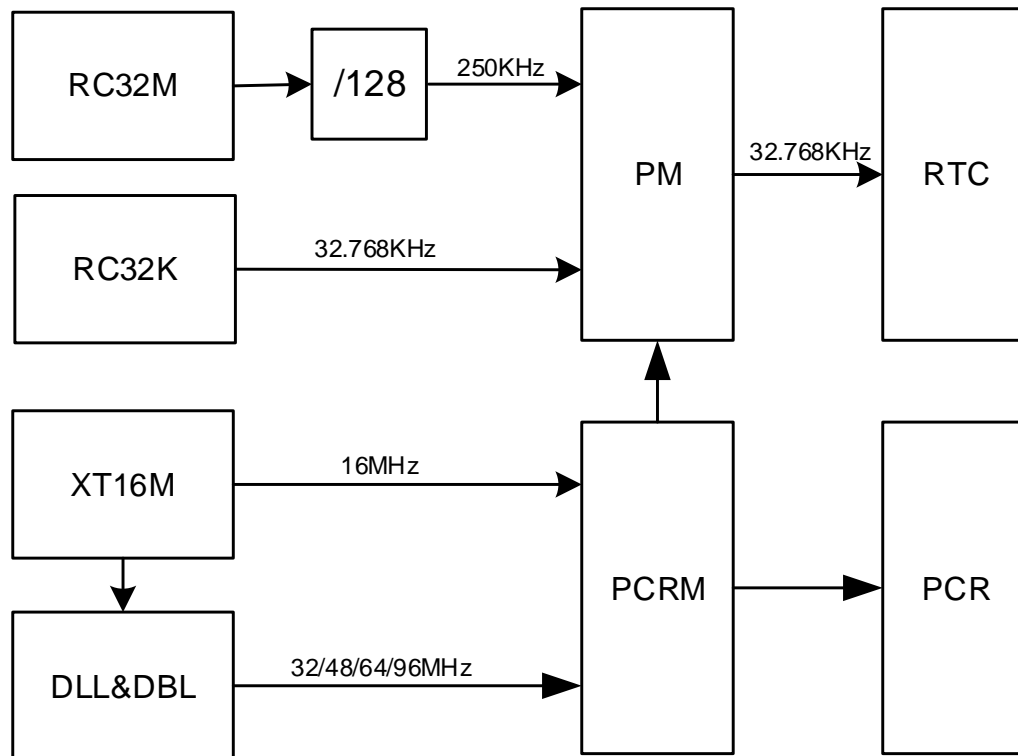 RC32M
/128
250KHz
PM
32.768KHz
RTC
RC32K
32.768KHz
XT16M
16MHz
PCRM
PCR
DLL&DBL
32/48/64/96MHz